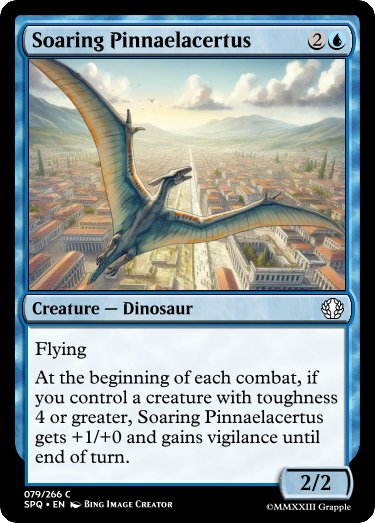 Soaring Pinnaelacertus 2
Creature — Dinosaur
Flying
At the beginning of each combat, if
you control a creature with toughness
4 or greater, Soaring Pinnaelacertus
gets +1/+0 and gains vigilance until
end of turn.
2/2
079/266 C
SPQ • EN Bing Image Creator
©MMXXIII Grapple